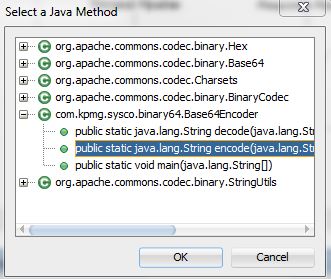 Select a Java Method
org.apache.commons.codec.binary.Hex
org.apache.commons.codec.binary.Base64
org.apache.commons.codec.Charsets
org.apache.commons.codec.binary.BinaryCodec
com.kpmg.sysco.binary64.Base64Encoder
public static java.lang.String decode(java.lang.St
public static java.lang.String encode(java.lang.St
public static void main(java.lang.String[])
org.apache.commons.codec.binary.StringUtils
OK Cancel